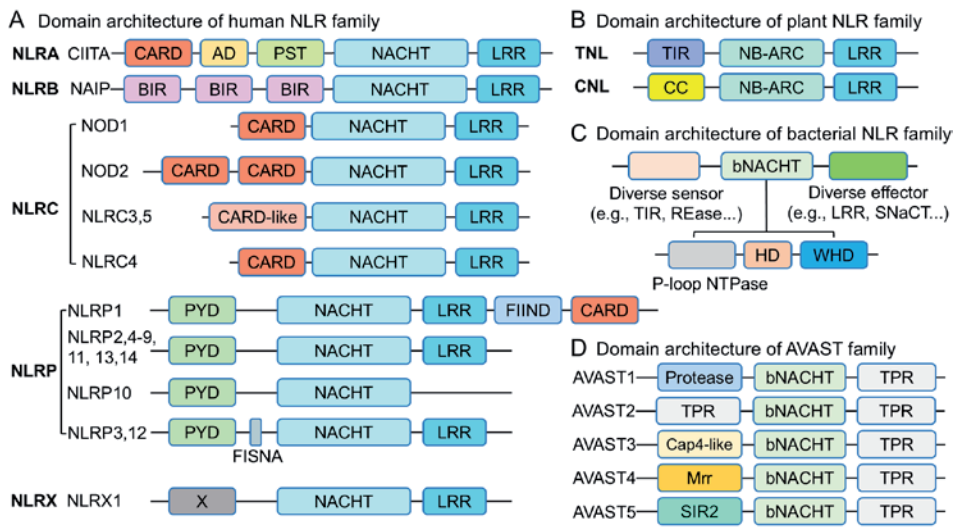 A Domain architecture of human NLR family
NLRA CIITA CARD AD PST NACHT LRR
NLRB NAIP BIR BIR BIR NACHT LRR
NLRC
NOD1 CARD NACHT LRR
NOD2 CARD CARD NACHT LRR
NLRC3,5 CARD-like NACHT LRR
NLRC4 CARD NACHT LRR
NLRP
NLRP1 PYD NACHT LRR FIIND CARD
NLRP2,4-9,
11, 13,14 PYD NACHT LRR
NLRP10 PYD NACHT
NLRP3,12 PYD NACHT LRR
FISNA
NLRX NLRX1 X NACHT LRR
B Domain architecture of plant NLR family
TNL TIR NB-ARC LRR
CNL CC NB-ARC LRR
C Domain architecture of bacterial NLR family
bNACHT
Diverse sensor
(e.g., TIR, REase...)
Diverse effector
(e.g., LRR, SNaCT...)
HD WHD
P-loop NTPase
D Domain architecture of AVAST family
AVAST1 Protease bNACHT TPR
AVAST2 TPR bNACHT TPR
AVAST3 Cap4-like bNACHT TPR
AVAST4 Mrr bNACHT TPR
AVAST5 SIR2 bNACHT TPR